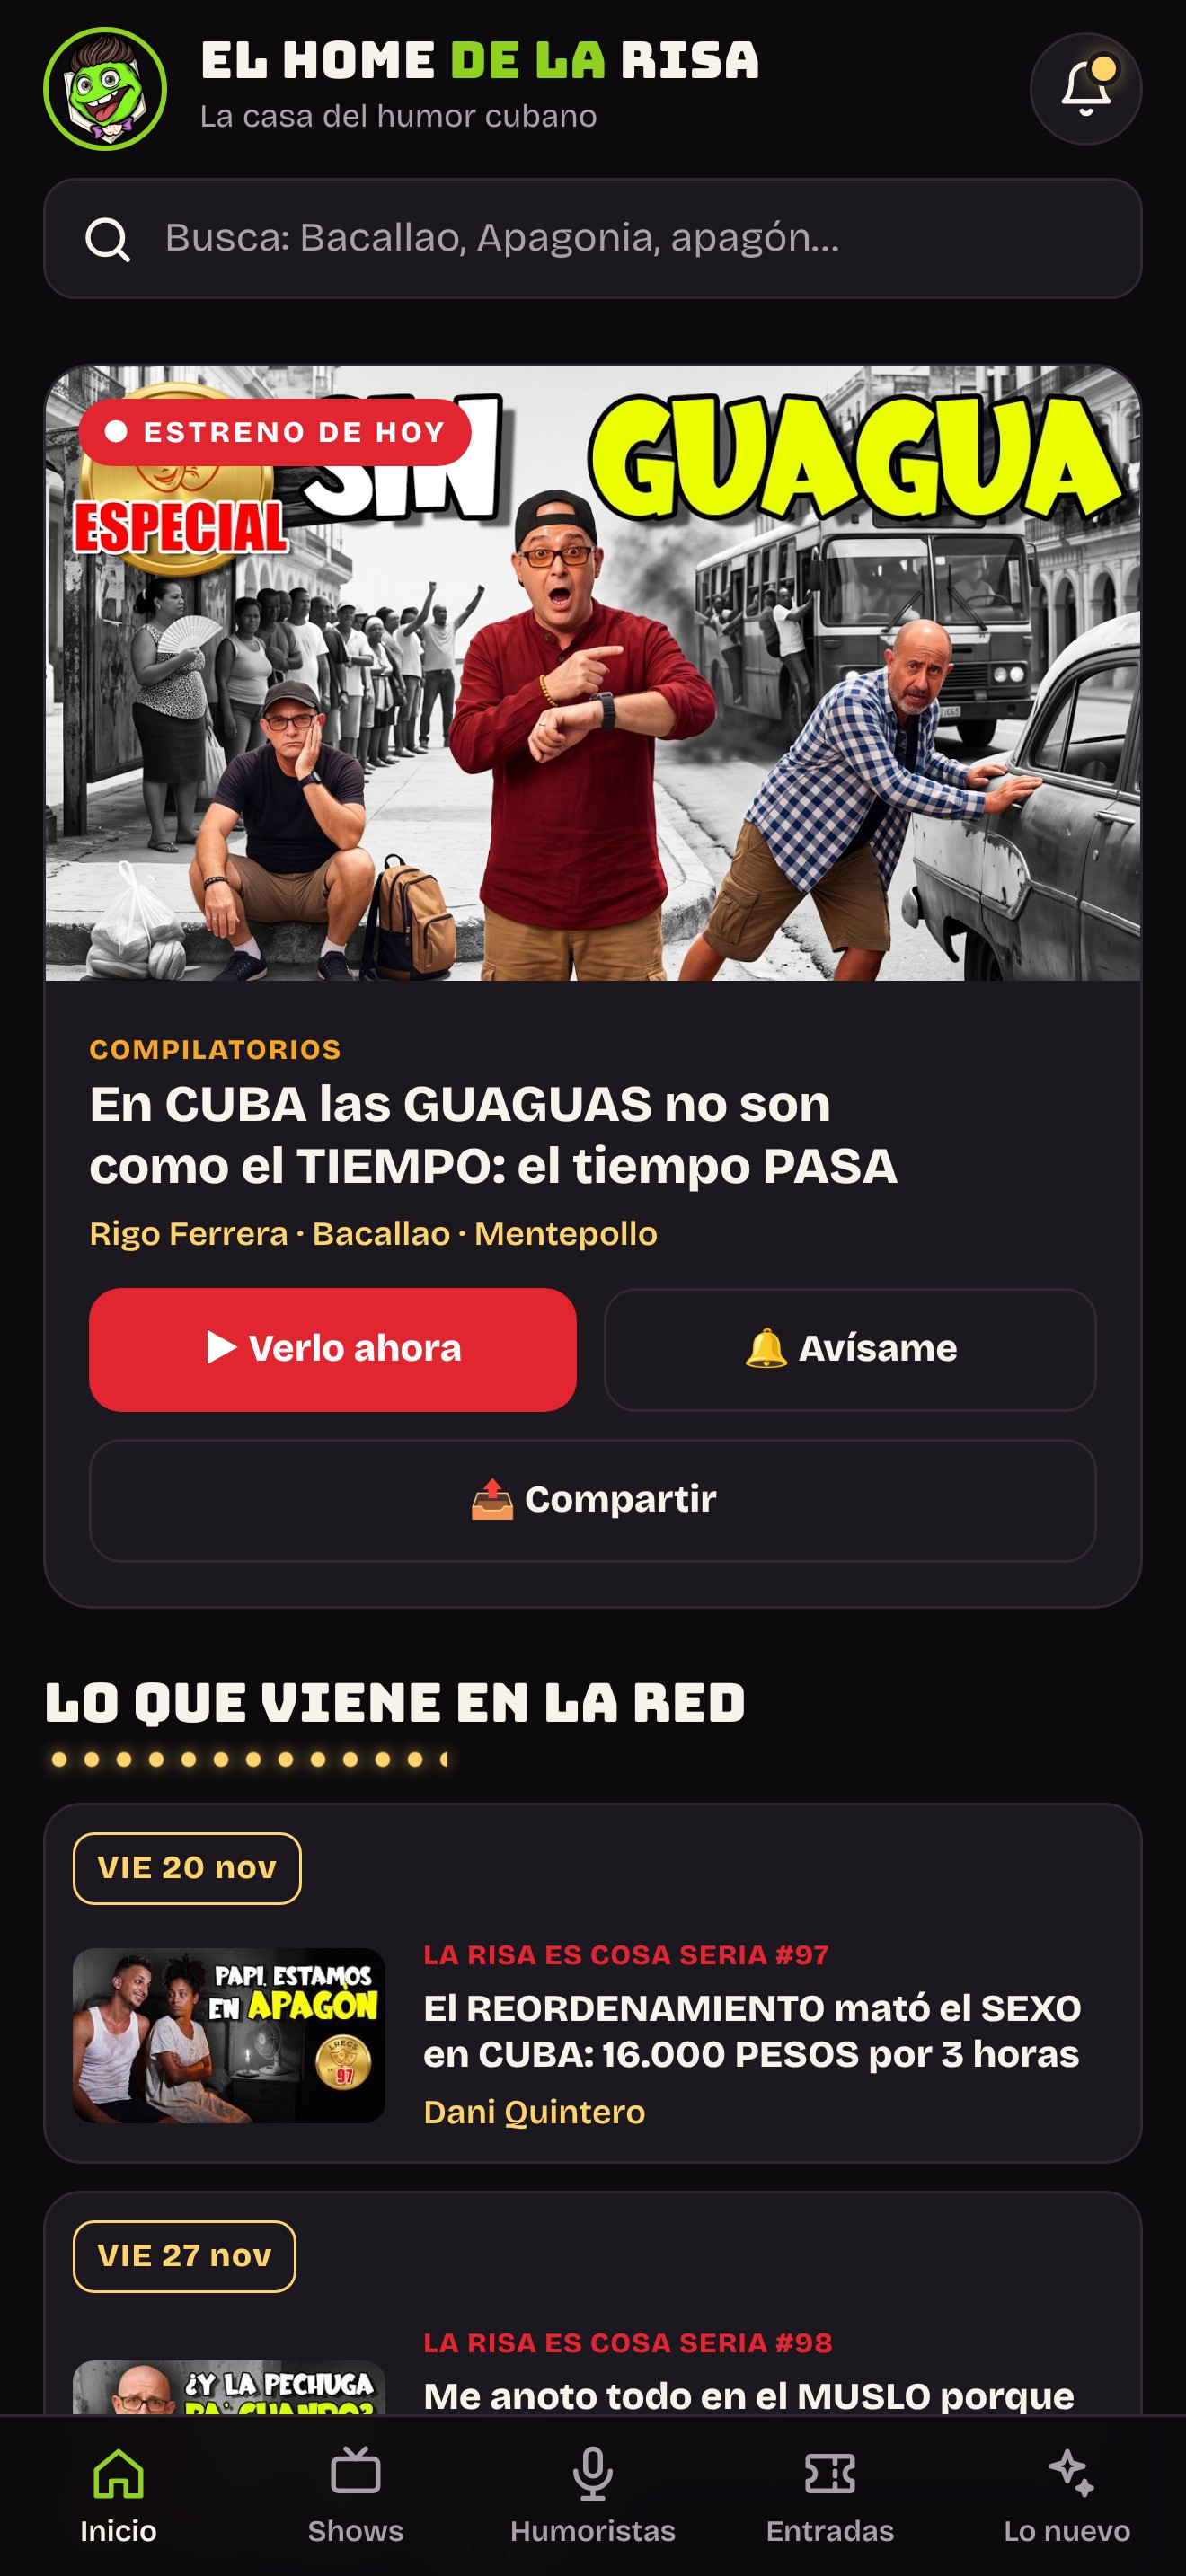 EL HOME DE LA RISA
La casa del humor cubano
Busca: Bacallao, Apagonia, apagón...
ESTRENO DE HOY
SIN GUAGUA
ESPECIAL
COMPILATORIOS
En CUBA las GUAGUAS no son
como el TIEMPO: el tiempo PASA
Rigo Ferrera · Bacallao · Mentepollo
▶ Verlo ahora
🔔 Avísame
📤 Compartir
LO QUE VIENE EN LA RED
VIE 20 nov
PAPI, ESTAMOS
EN APAGÓN
LRECS
97
LA RISA ES COSA SERIA #97
El REORDENAMIENTO mató el SEXO
en CUBA: 16.000 PESOS por 3 horas
Dani Quintero
VIE 27 nov
¿Y LA PECHUGA
PA' CUANDO?
LA RISA ES COSA SERIA #98
Me anoto todo en el MUSLO porque
Inicio
Shows
Humoristas
Entradas
Lo nuevo